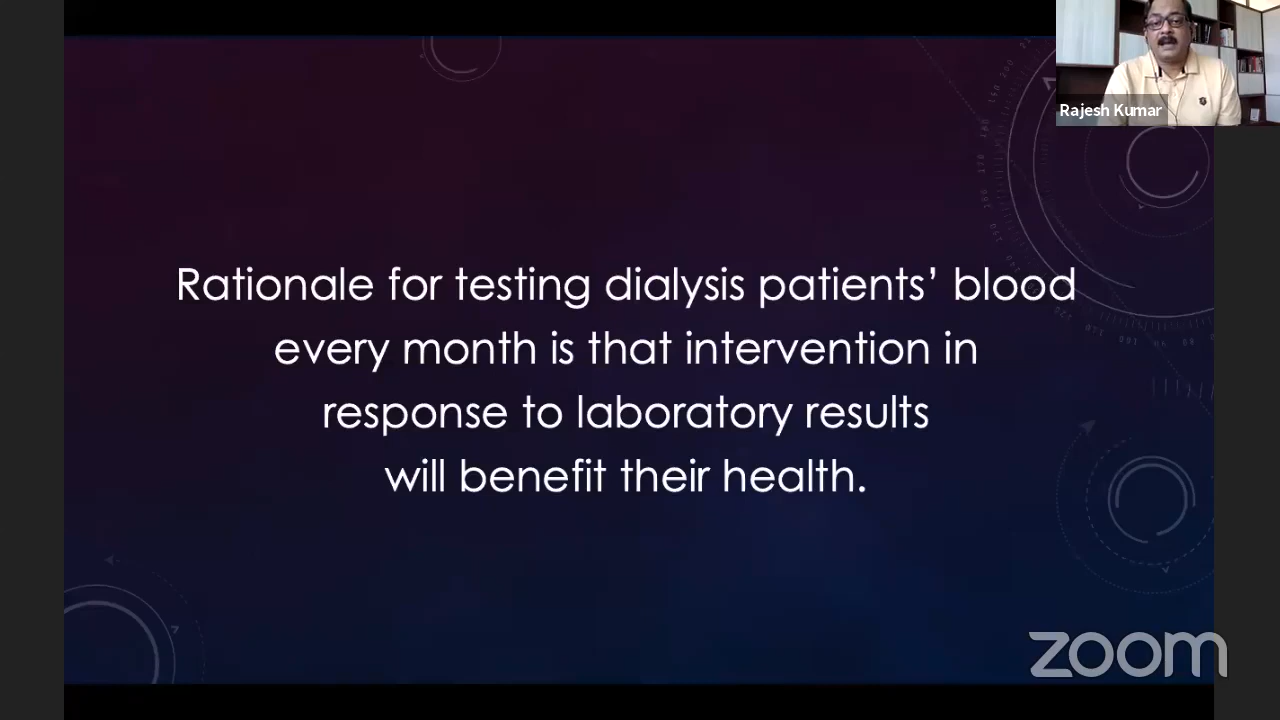 Rajesh Kumar
Rationale for testing dialysis patients’ blood
every month is that intervention in
response to laboratory results
will benefit their health.
zoom